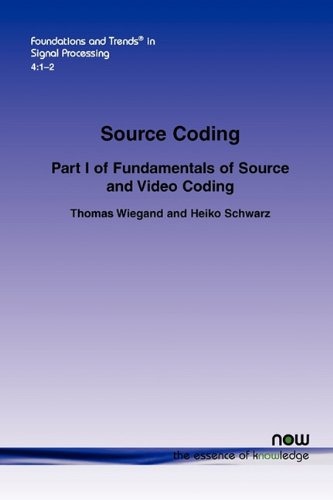 Foundations and Trends® in
Signal Processing
4:1–2
Source Coding
Part I of Fundamentals of Source
and Video Coding
Thomas Wiegand and Heiko Schwarz
now
the essence of knowledge